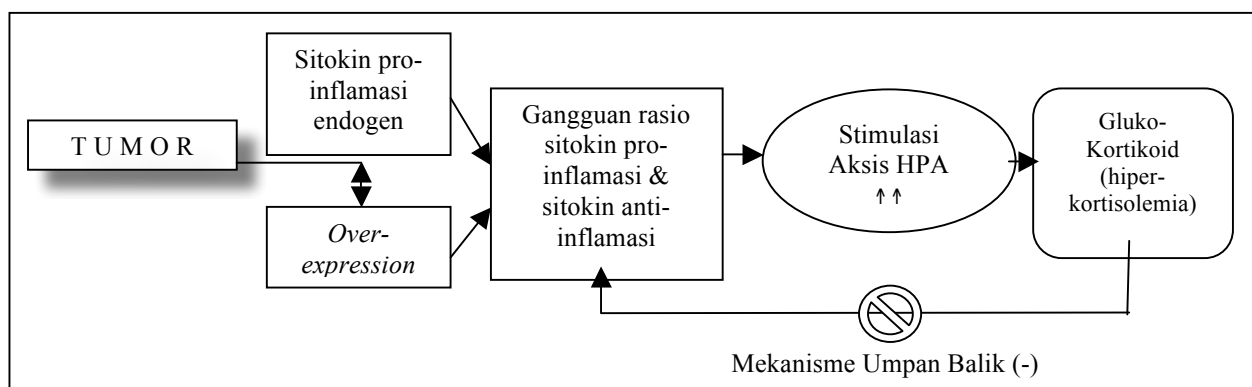 T U M O R
Sitokin pro-
inflamasi
endogen
Over-
expression
Gangguan rasio
sitokin pro-
inflamasi &
sitokin anti-
inflamasi
Stimulasi
Aksis HPA
↑ ↑
Gluko-
Kortikoid
(hiper-
kortisolemia)
Mekanisme Umpan Balik (-)